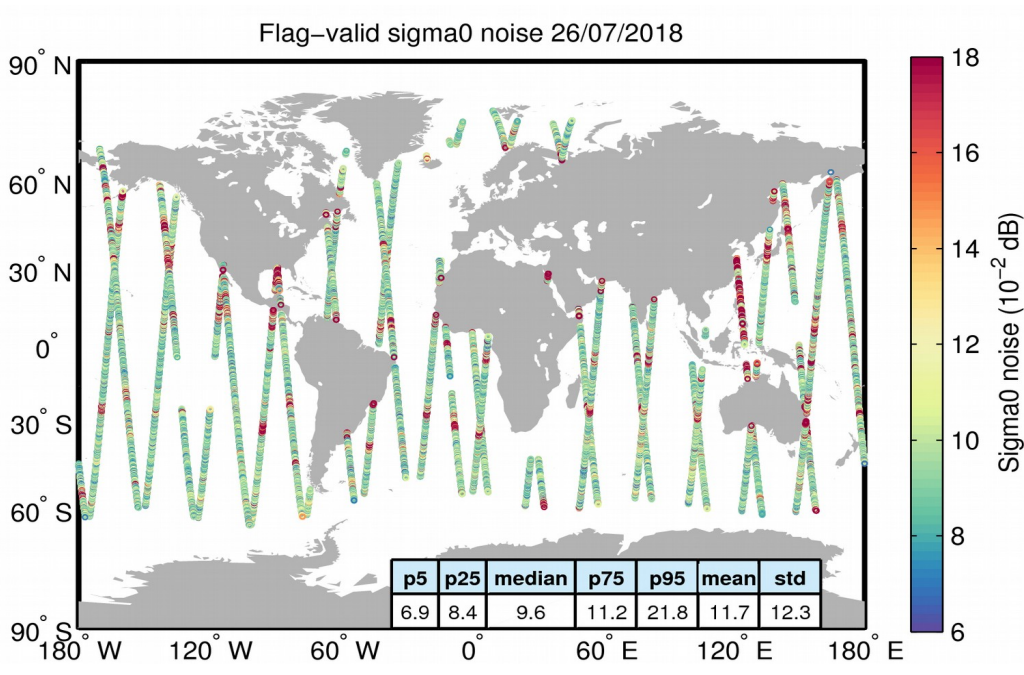 Flag−valid sigma0 noise 26/07/2018
90° N
60° N
30° N
0°
30° S
60° S
90° S
180° W
120° W
60° W
0°
60° E
120° E
180° E
p5 p25 median p75 p95 mean std
6.9 8.4 9.6 11.2 21.8 11.7 12.3
18
16
14
12
10
8
6
Sigma0 noise (10⁻² dB)